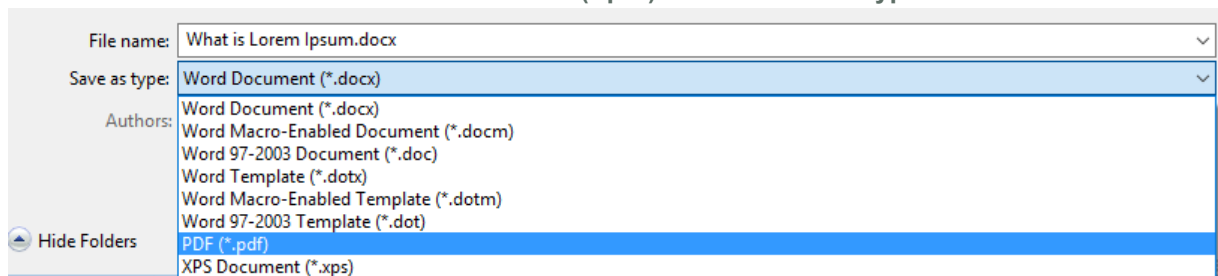 File name: What is Lorem Ipsum.docx
Save as type: Word Document (*.docx)
Authors:
Word Document (*.docx)
Word Macro-Enabled Document (*.docm)
Word 97-2003 Document (*.doc)
Word Template (*.dotx)
Word Macro-Enabled Template (*.dotm)
Word 97-2003 Template (*.dot)
Hide Folders
PDF (*.pdf)
XPS Document (*.xps)